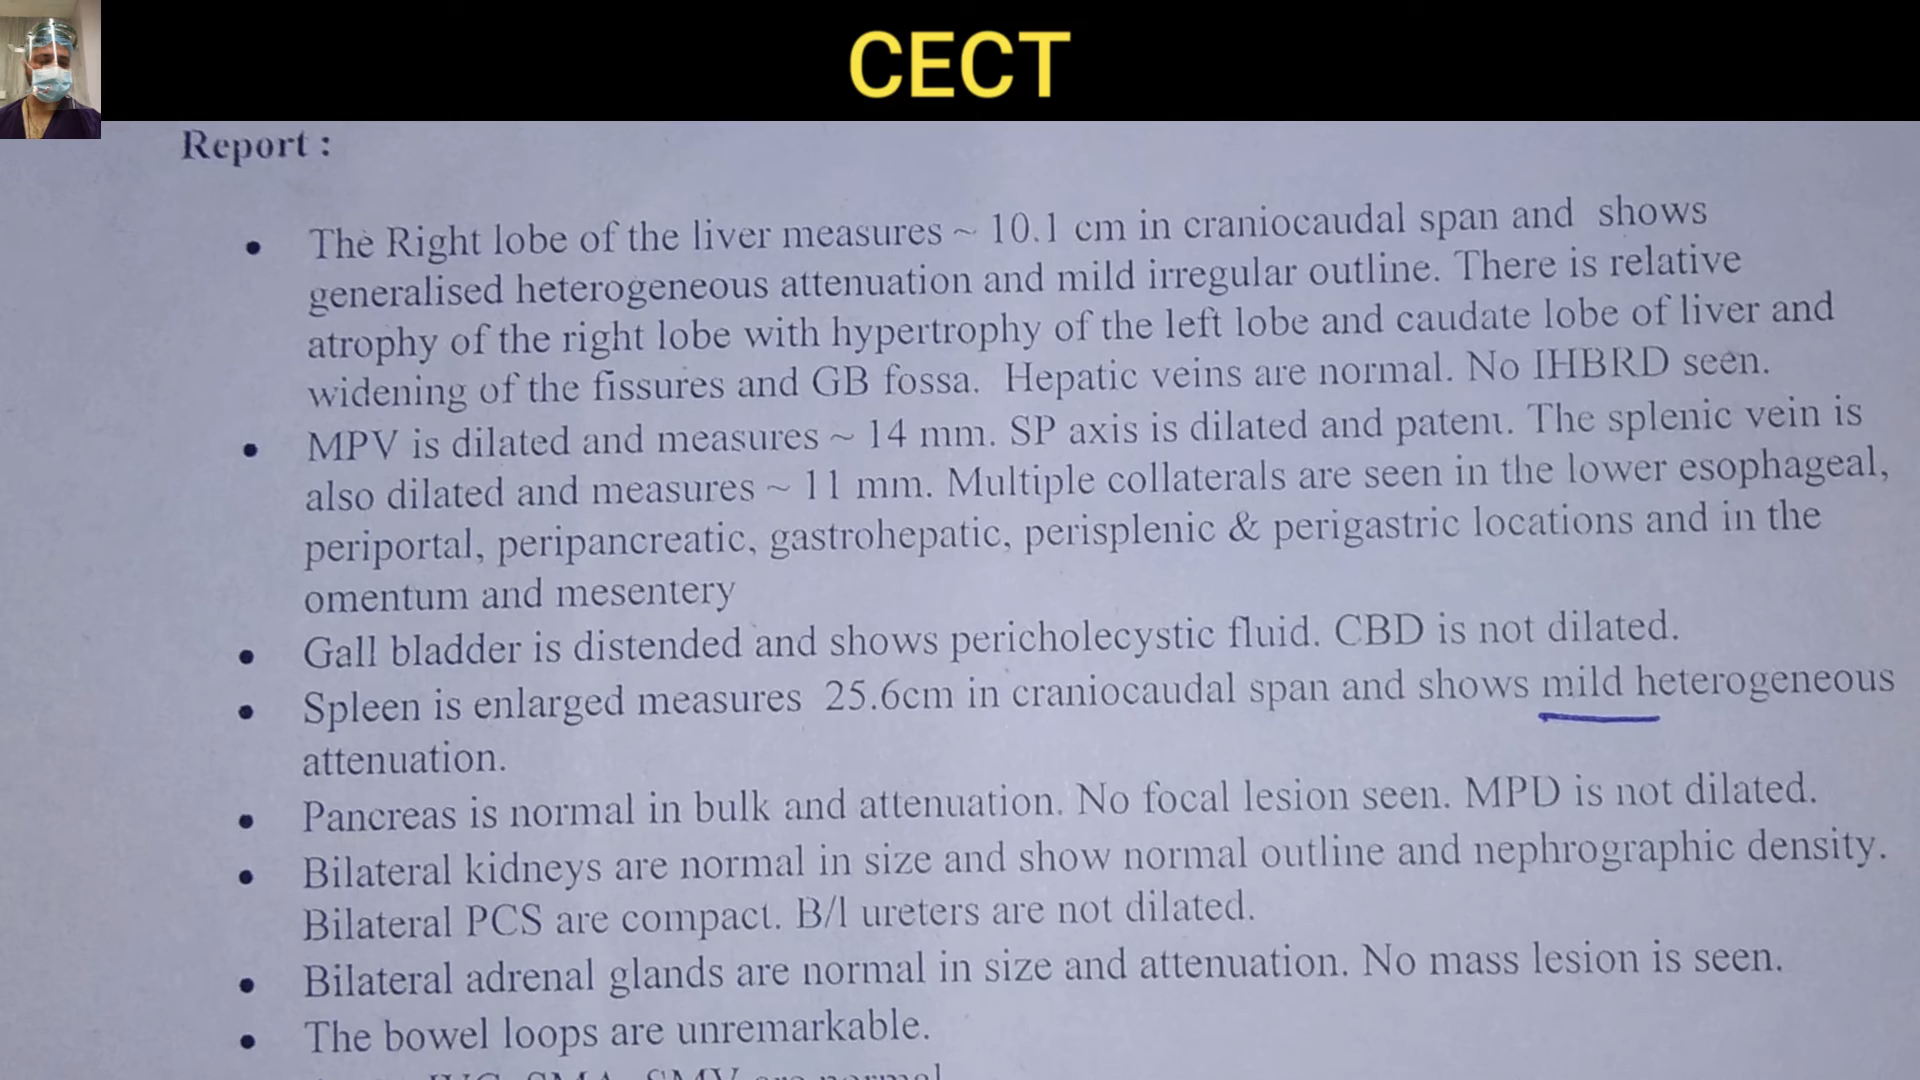 CECT
Report :
• The Right lobe of the liver measures ~ 10.1 cm in craniocaudal span and shows
generalised heterogeneous attenuation and mild irregular outline. There is relative
atrophy of the right lobe with hypertrophy of the left lobe and caudate lobe of liver and
widening of the fissures and GB fossa. Hepatic veins are normal. No IHBRD seen.
• MPV is dilated and measures ~ 14 mm. SP axis is dilated and patent. The splenic vein is
also dilated and measures ~ 11 mm. Multiple collaterals are seen in the lower esophageal,
periportal, peripancreatic, gastrohepatic, perisplenic & perigastric locations and in the
omentum and mesentery
• Gall bladder is distended and shows pericholecystic fluid. CBD is not dilated.
• Spleen is enlarged measures 25.6cm in craniocaudal span and shows mild heterogeneous
attenuation.
• Pancreas is normal in bulk and attenuation. No focal lesion seen. MPD is not dilated.
• Bilateral kidneys are normal in size and show normal outline and nephrographic density.
Bilateral PCS are compact. B/l ureters are not dilated.
• Bilateral adrenal glands are normal in size and attenuation. No mass lesion is seen.
• The bowel loops are unremarkable.
IVC, SMA, SMV are normal